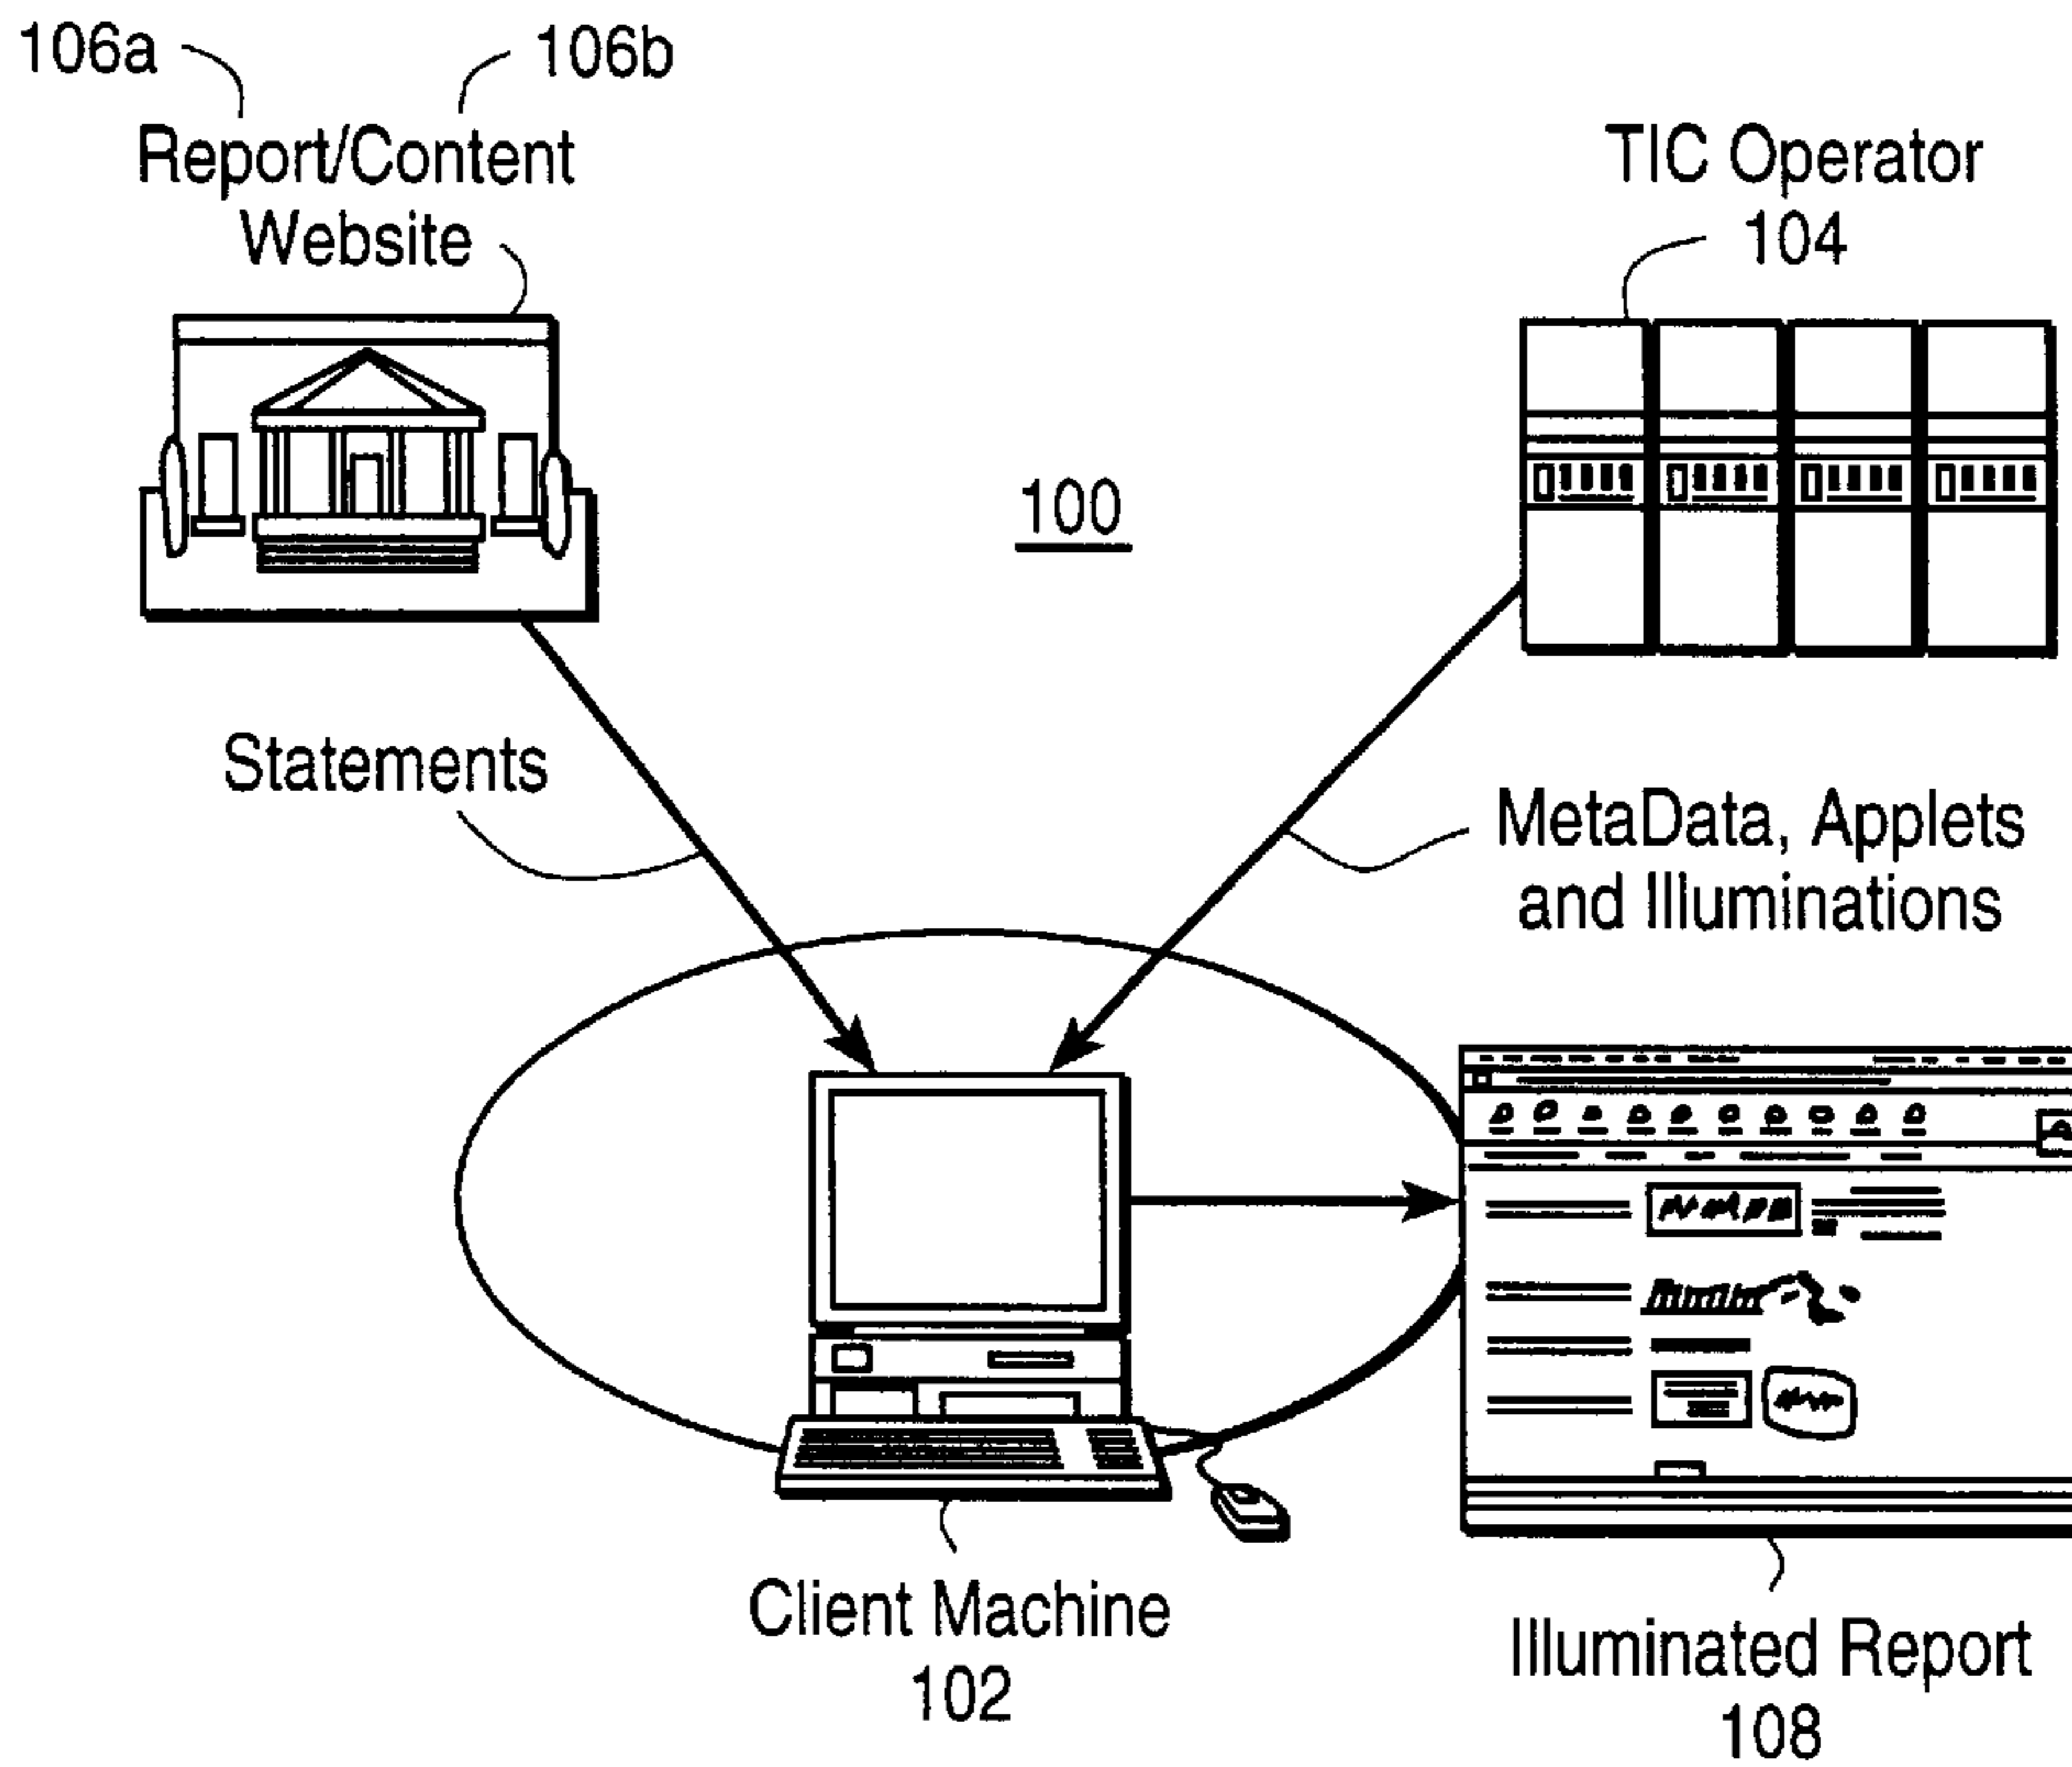 106a 106b
Report/Content
Website
TIC Operator
104
100
Statements
MetaData, Applets
and Illuminations
Client Machine
102
Illuminated Report
108